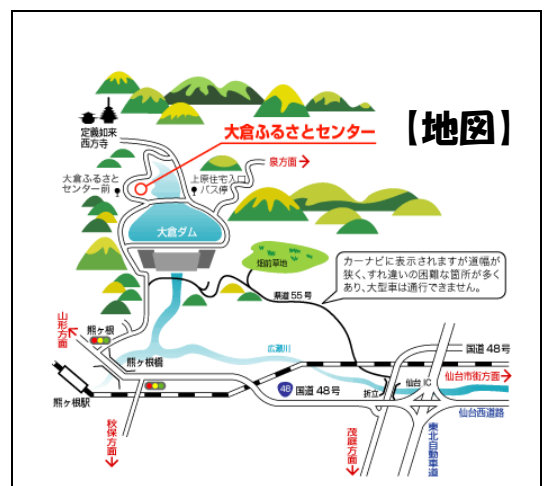 【地図】
定義如来
西方寺
大倉ふるさとセンター
泉方面
大倉ふるさと
センター前
上原住宅入口
バス停
大倉ダム
畑前草地
カーナビに表示されますが道幅が
狭く、すれ違いの困難な箇所が多く
あり、大型車は通行できません。
県道55号
山形方面
熊ヶ根
広瀬川
国道48号
熊ヶ根橋
仙台市街方面
熊ヶ根駅
48 国道48号
折立
仙台IC
仙台西道路
秋保方面
茂庭方面
東北自動車道